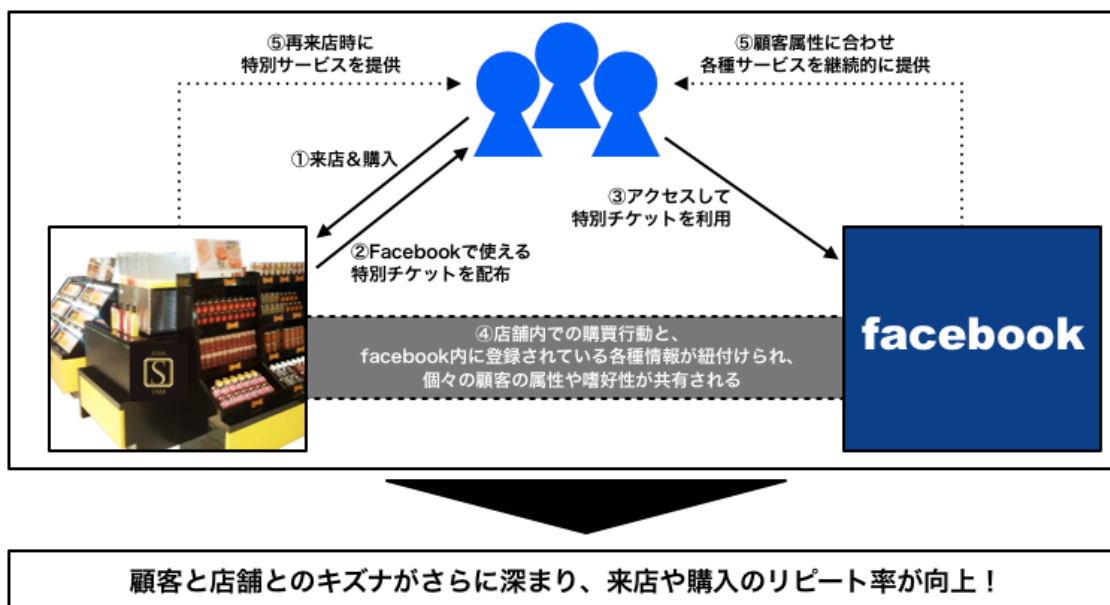 ⑤再来店時に
特別サービスを提供
⑤顧客属性に合わせ
各種サービスを継続的に提供
①来店＆購入
②Facebookで使える
特別チケットを配布
③アクセスして
特別チケットを利用
④店舗内での購買行動と、
facebook内に登録されている各種情報が紐付けられ、
個々の顧客の属性や嗜好性が共有される
S
facebook
顧客と店舗とのキズナがさらに深まり、来店や購入のリピート率が向上！